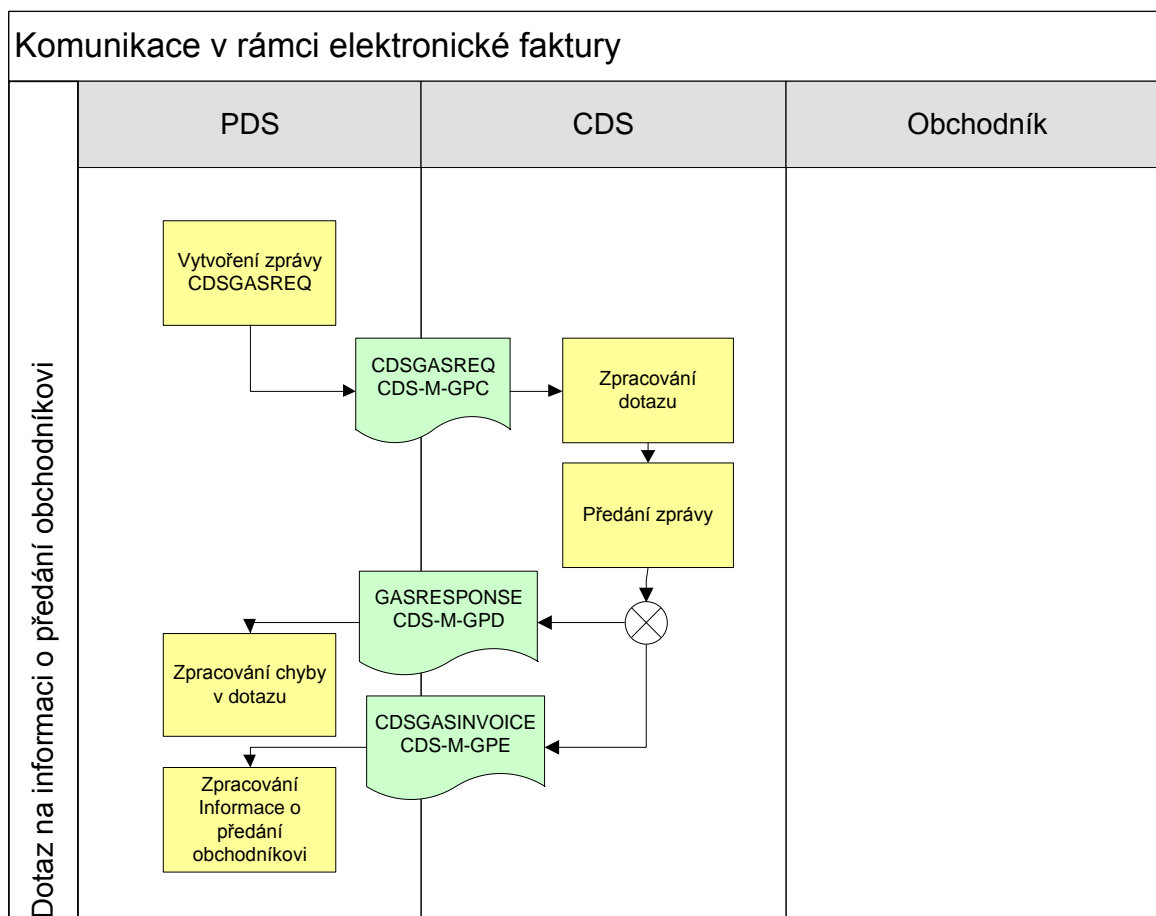 Komunikace v rámci elektronické faktury
PDS
CDS
Obchodník
Dotaz na informaci o předání obchodníkovi
Vytvoření zprávy
CDSGASREQ
CDSGASREQ
CDS-M-GPC
Zpracování
dotazu
Předání zprávy
GASRESPONSE
CDS-M-GPD
Zpracování chyby
v dotazu
CDSGASINVOICE
CDS-M-GPE
Zpracování
Informace o
předání
obchodníkovi